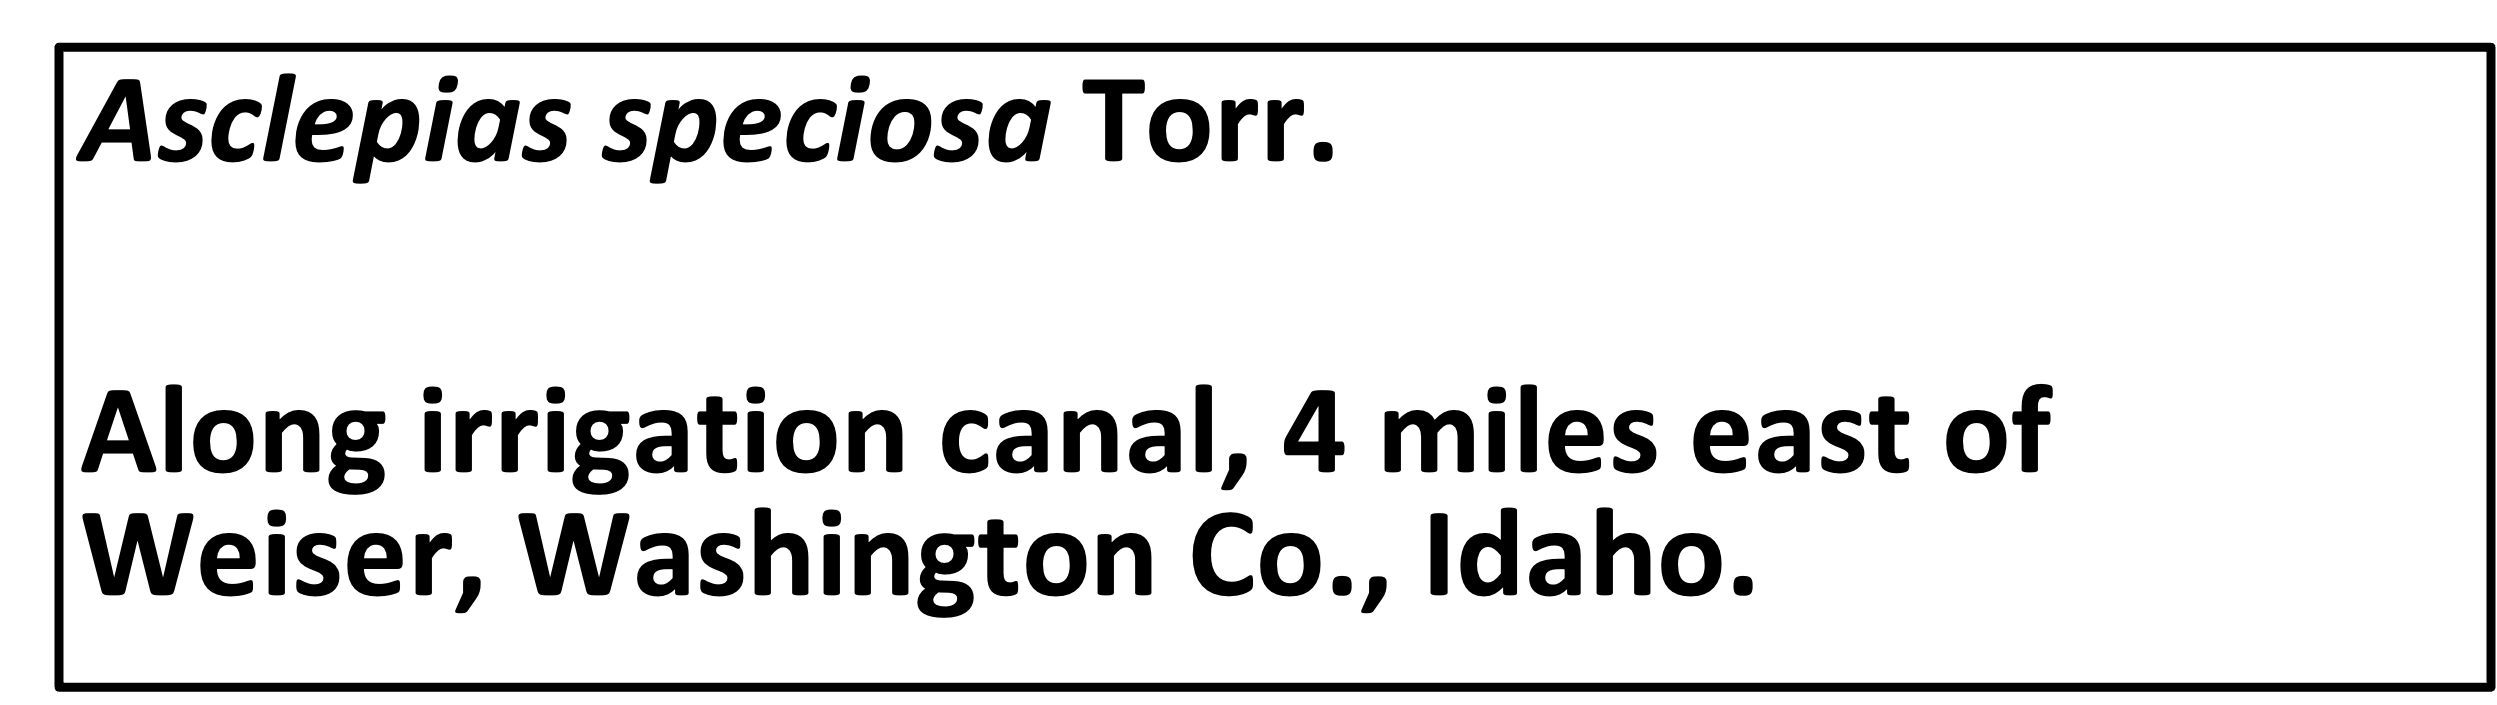 Asclepias speciosa Torr.
Along irrigation canal, 4 miles east of
Weiser, Washington Co., Idaho.